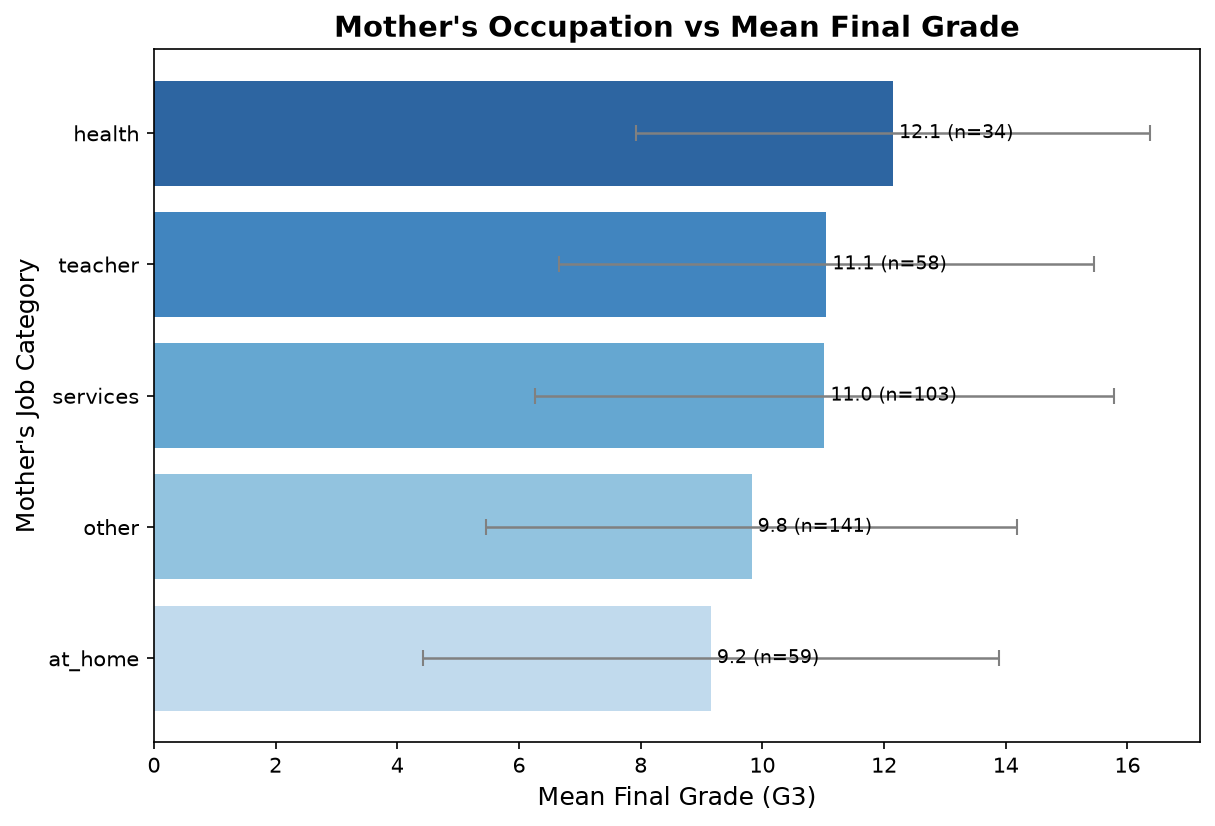 Mother's Occupation vs Mean Final Grade
Mother's Job Category
health
12.1 (n=34)
teacher
11.1 (n=58)
services
11.0 (n=103)
other
9.8 (n=141)
at_home
9.2 (n=59)
0 2 4 6 8 10 12 14 16
Mean Final Grade (G3)